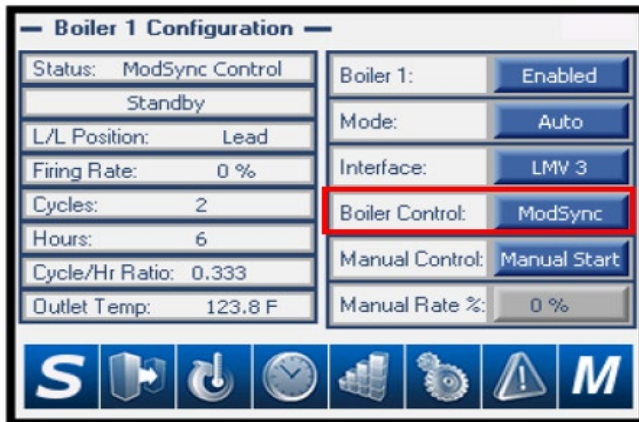 Boiler 1 Configuration
Status: ModSync Control
Standby
L/L Position: Lead
Firing Rate: 0 %
Cycles: 2
Hours: 6
Cycle/Hr Ratio: 0.333
Outlet Temp: 123.8 F
Boiler 1: Enabled
Mode: Auto
Interface: LMV 3
Boiler Control: ModSync
Manual Control: Manual Start
Manual Rate %: 0 %
S M